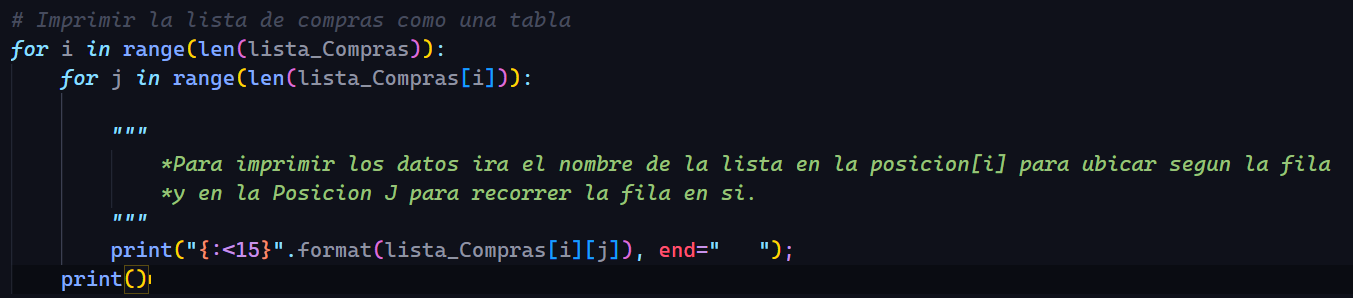 # Imprimir la lista de compras como una tabla
for i in range(len(lista_Compras)):
    for j in range(len(lista_Compras[i])):
        """
            *Para imprimir los datos ira el nombre de la lista en la posicion[i] para ubicar segun la fila
            *y en la Posicion J para recorrer la fila en si.
        """
        print("{:<15}".format(lista_Compras[i][j]), end="   ");
    print()